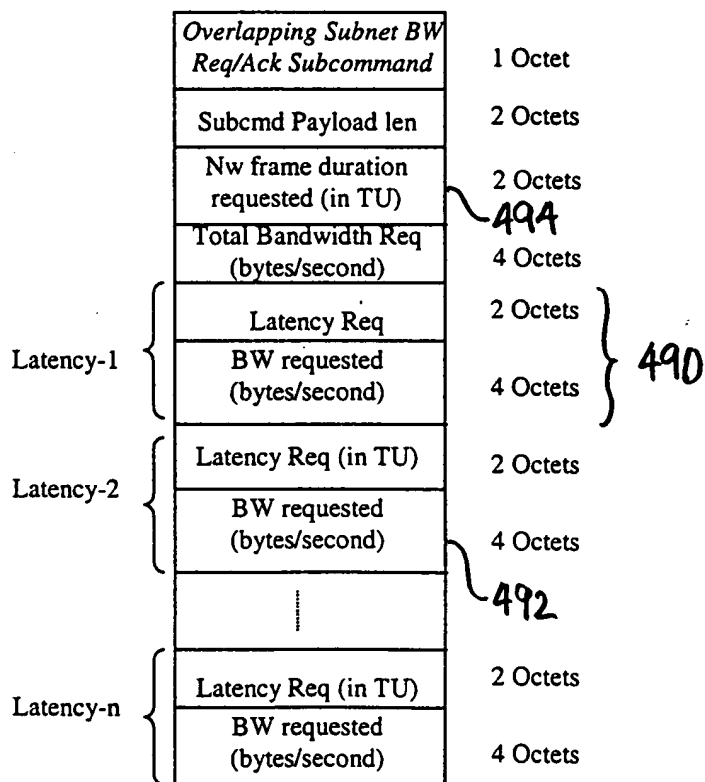 Overlapping Subnet BW
Req/Ack Subcommand
1 Octet
Subcmd Payload len
2 Octets
Nw frame duration
requested (in TU)
2 Octets
494
Total Bandwidth Req
(bytes/second)
4 Octets
Latency-1
Latency Req
2 Octets
BW requested
(bytes/second)
4 Octets
490
Latency-2
Latency Req (in TU)
2 Octets
BW requested
(bytes/second)
4 Octets
492
Latency-n
Latency Req (in TU)
2 Octets
BW requested
(bytes/second)
4 Octets